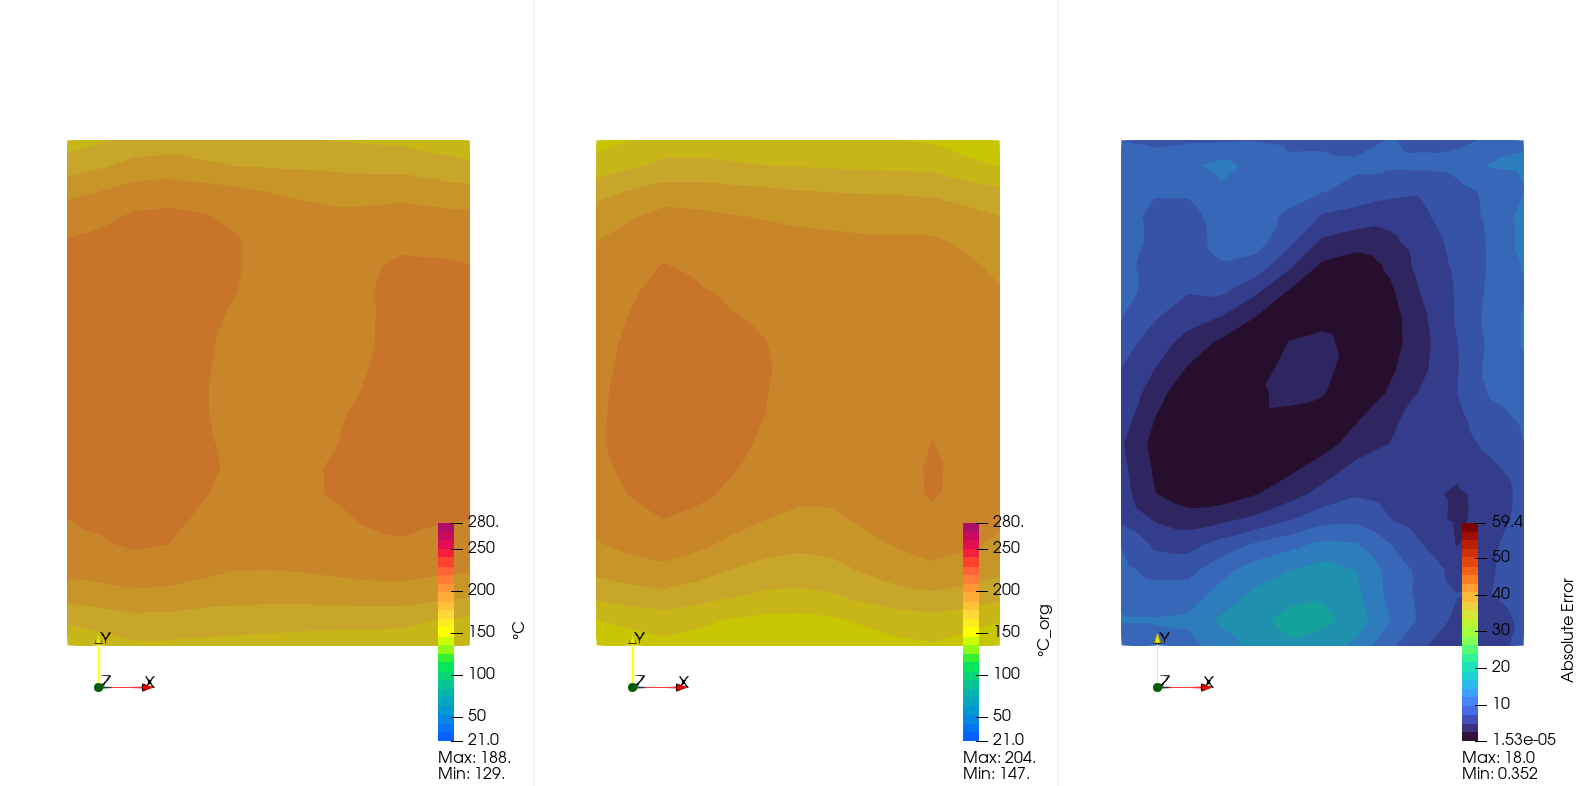 280.
250
200
150
100
50
21.0
°C
Max: 188.
Min: 129.
Y
Z
X
280.
250
200
150
100
50
21.0
°C_org
Max: 204.
Min: 147.
Y
Z
X
59.4
50
40
30
20
10
1.53e-05
Absolute Error
Max: 18.0
Min: 0.352
Y
Z
X